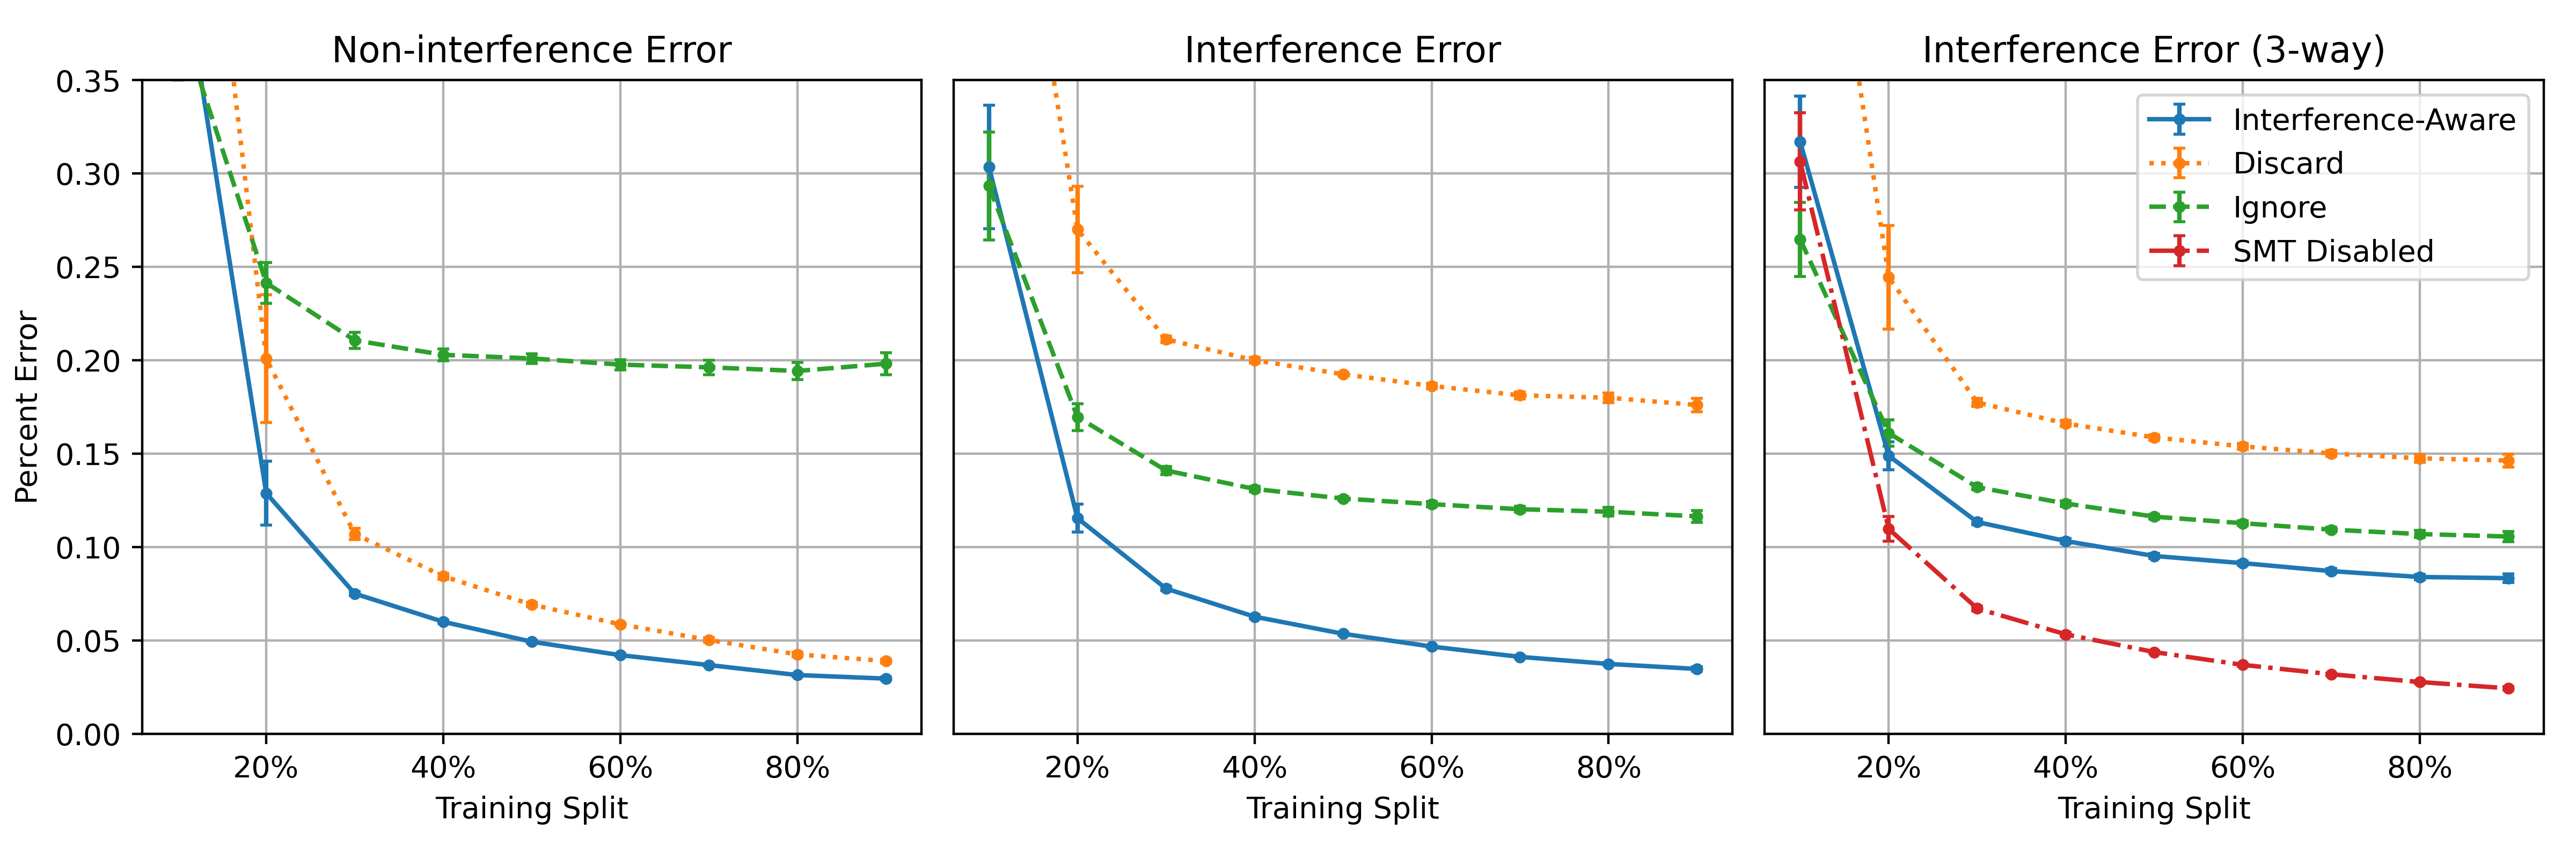 Non-interference Error
Interference Error
Interference Error (3-way)
Percent Error
0.35
0.30
0.25
0.20
0.15
0.10
0.05
0.00
Interference-Aware
Discard
Ignore
SMT Disabled
20% 40% 60% 80%
20% 40% 60% 80%
20% 40% 60% 80%
Training Split
Training Split
Training Split